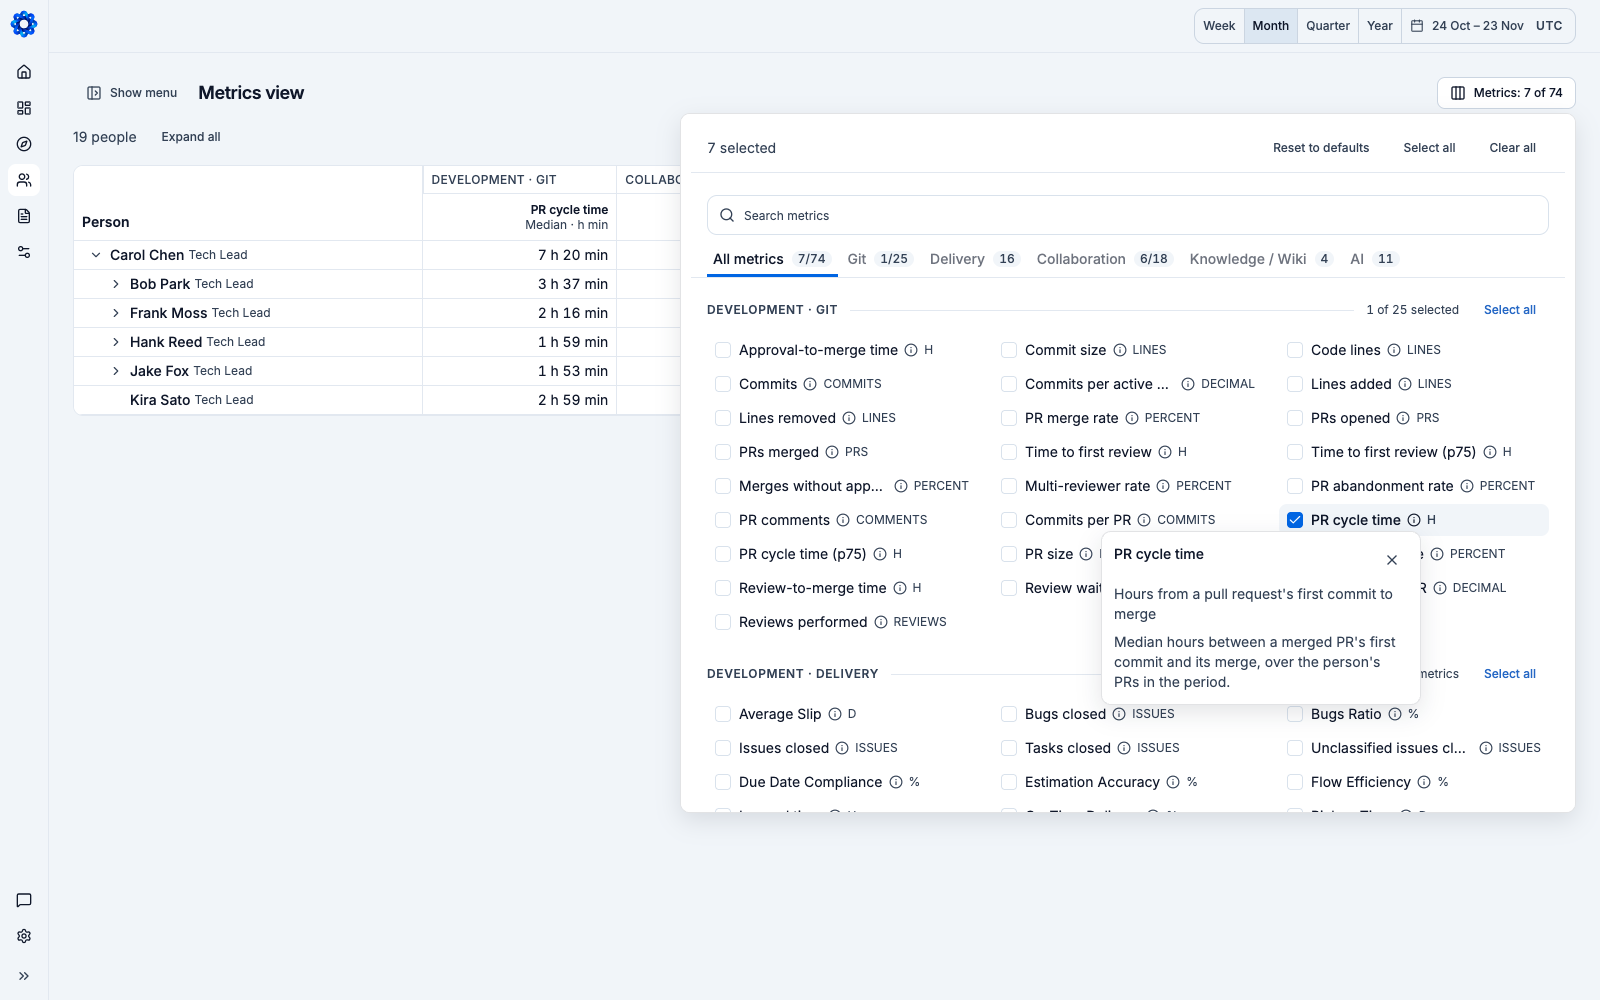 Week Month Quarter Year 24 Oct – 23 Nov UTC
Show menu Metrics view Metrics: 7 of 74
19 people Expand all
7 selected Reset to defaults Select all Clear all
Search metrics
All metrics 7/74 Git 1/25 Delivery 16 Collaboration 6/18 Knowledge / Wiki 4 AI 11
DEVELOPMENT · GIT
Person
PR cycle time
Median · h min
Carol Chen Tech Lead 7 h 20 min
Bob Park Tech Lead 3 h 37 min
Frank Moss Tech Lead 2 h 16 min
Hank Reed Tech Lead 1 h 59 min
Jake Fox Tech Lead 1 h 53 min
Kira Sato Tech Lead 2 h 59 min
DEVELOPMENT · GIT 1 of 25 selected Select all
Approval-to-merge time H Commit size LINES Code lines LINES
Commits COMMITS Commits per active ... DECIMAL Lines added LINES
Lines removed LINES PR merge rate PERCENT PRs opened PRS
PRs merged PRS Time to first review H Time to first review (p75) H
Merges without app... PERCENT Multi-reviewer rate PERCENT PR abandonment rate PERCENT
PR comments COMMENTS Commits per PR COMMITS PR cycle time H
PR cycle time (p75) H PR size PERCENT
Review-to-merge time H Review DECIMAL
Reviews performed REVIEWS
PR cycle time
Hours from a pull request's first commit to
merge
Median hours between a merged PR's first
commit and its merge, over the person's
PRs in the period.
DEVELOPMENT · DELIVERY metrics Select all
Average Slip D Bugs closed ISSUES Bugs Ratio %
Issues closed ISSUES Tasks closed ISSUES Unclassified issues cl... ISSUES
Due Date Compliance % Estimation Accuracy % Flow Efficiency %